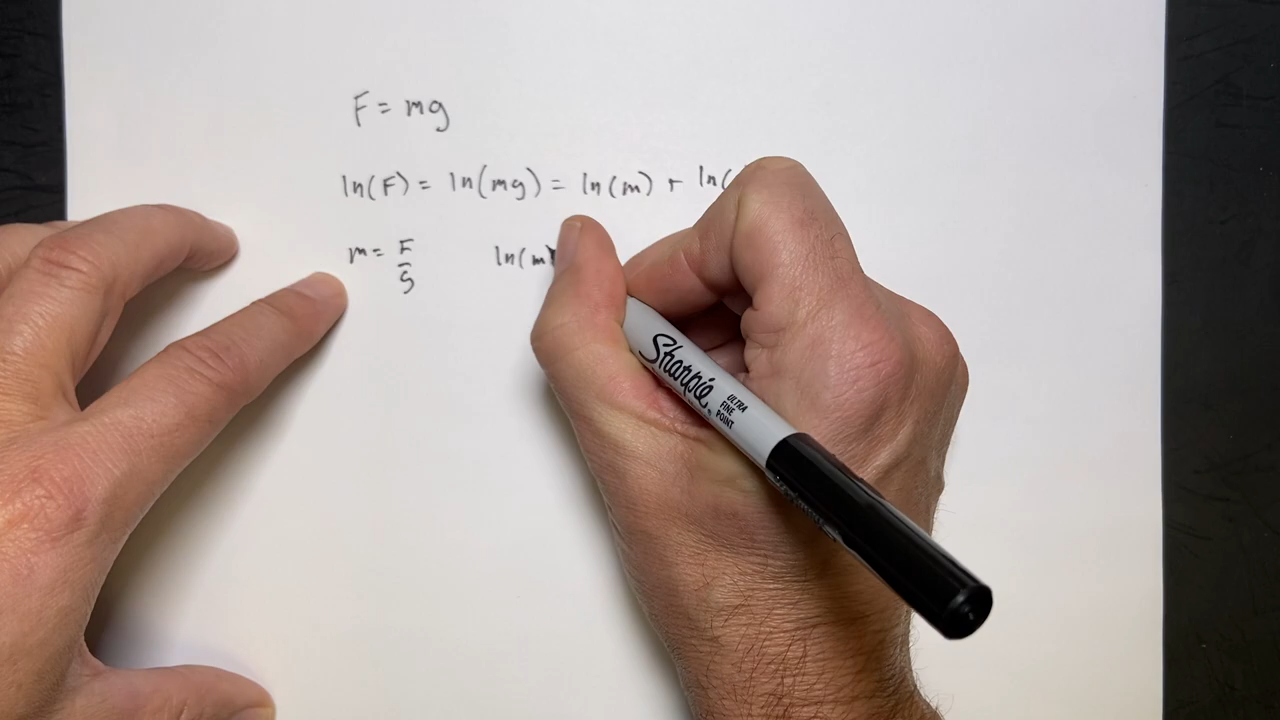 F = mg
ln(F) = ln(mg) = ln(m) + ln(
m = F/g ln(m)
Sharpie.
ULTRA
FINE
POINT